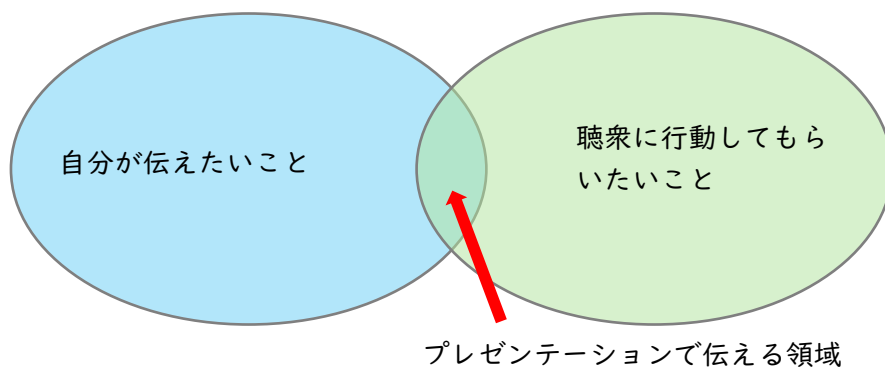 自分が伝えたいこと
聴衆に行動してもら
いたいこと
プレゼンテーションで伝える領域